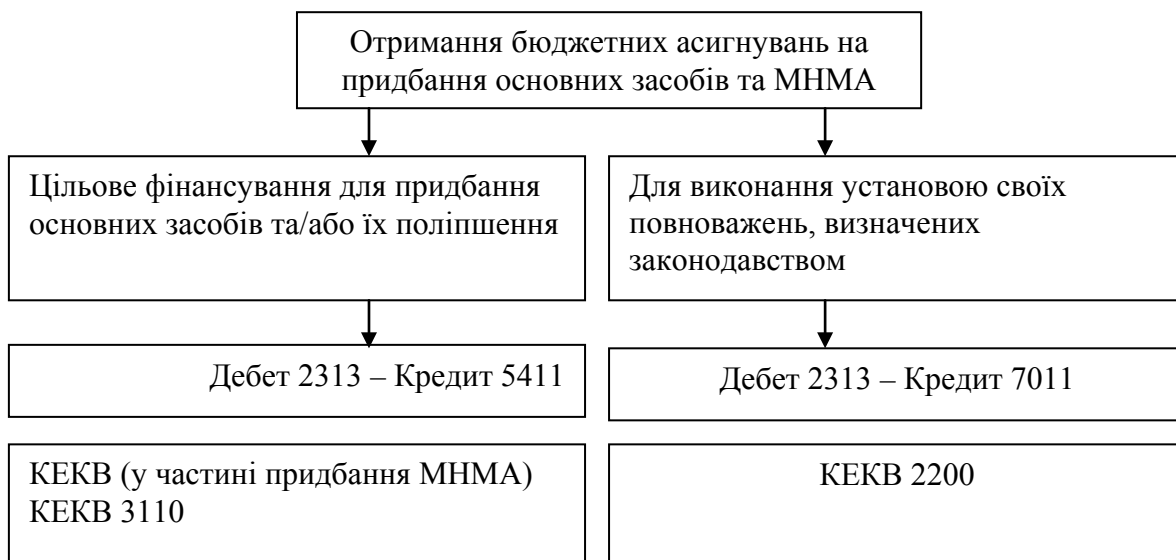 Отримання бюджетних асигнувань на
придбання основних засобів та МНМА
Цільове фінансування для придбання
основних засобів та/або їх поліпшення
Для виконання установою своїх
повноважень, визначених
законодавством
Дебет 2313 – Кредит 5411
Дебет 2313 – Кредит 7011
КЕКВ (у частині придбання МНМА)
КЕКВ 3110
КЕКВ 2200